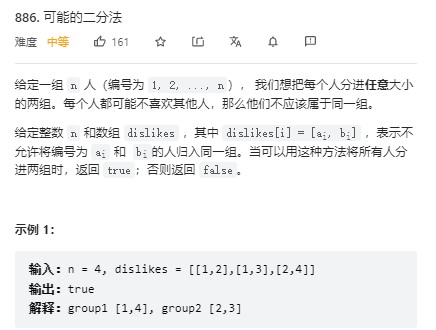 886. 可能的二分法
难度 中等 161
给定一组 n 人（编号为 1, 2, ..., n）， 我们想把每个人分进任意大小
的两组。每个人都可能不喜欢其他人，那么他们不应该属于同一组。
给定整数 n 和数组 dislikes ，其中 dislikes[i] = [aᵢ, bᵢ] ，表示不
允许将编号为 aᵢ 和 bᵢ的人归入同一组。当可以用这种方法将所有人分
进两组时，返回 true；否则返回 false。
示例 1：
输入：n = 4, dislikes = [[1,2],[1,3],[2,4]]
输出：true
解释：group1 [1,4], group2 [2,3]